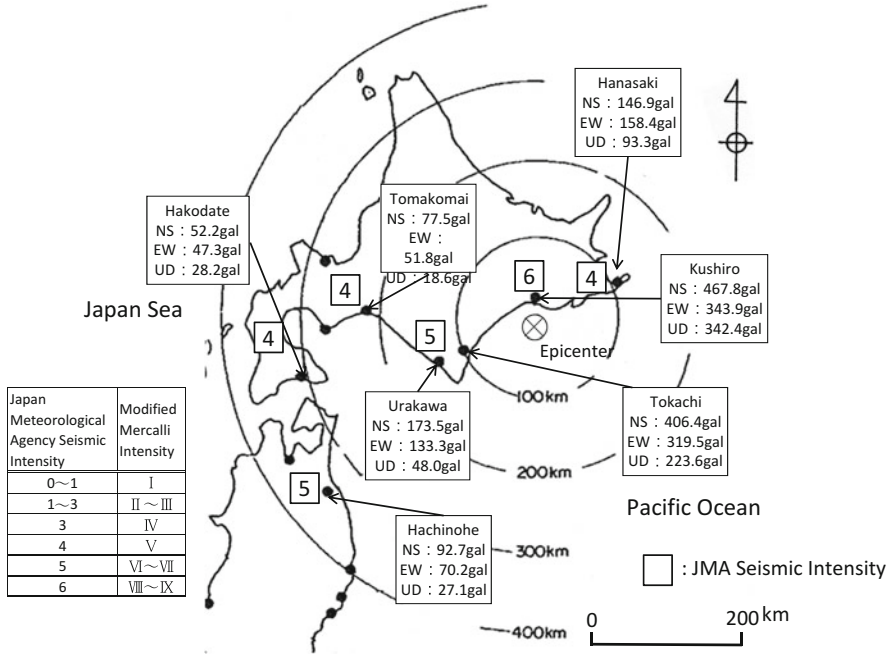 Hanasaki
NS：146.9gal
EW：158.4gal
UD：93.3gal
Tomakomai
NS：77.5gal
EW：
51.8gal
UD：18.6gal
Hakodate
NS：52.2gal
EW：47.3gal
UD：28.2gal
6
4
4
Kushiro
NS：467.8gal
EW：343.9gal
UD：342.4gal
Japan Sea
4
5
Epicenter
100km
Urakawa
NS：173.5gal
EW：133.3gal
UD：48.0gal
Tokachi
NS：406.4gal
EW：319.5gal
UD：223.6gal
Japan
Meteorological
Agency Seismic
Intensity
Modified
Mercalli
Intensity
0～1 Ⅰ
1～3 Ⅱ～Ⅲ
3 Ⅳ
4 Ⅴ
5 Ⅵ～Ⅶ
6 Ⅷ～Ⅸ
200km
5
Pacific Ocean
Hachinohe
NS：92.7gal
EW：70.2gal
UD：27.1gal
300km
: JMA Seismic Intensity
400km
0
200 km